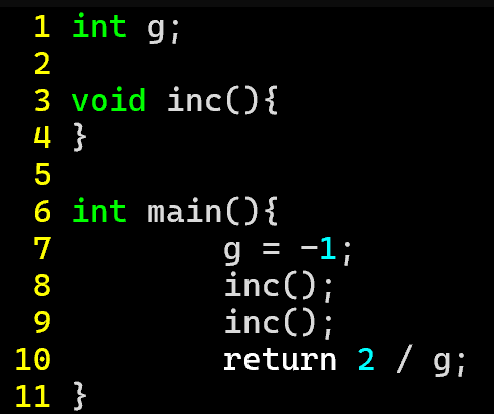 1 int g;
2
3 void inc(){
4 }
5
6 int main(){
7         g = -1;
8         inc();
9         inc();
10         return 2 / g;
11 }